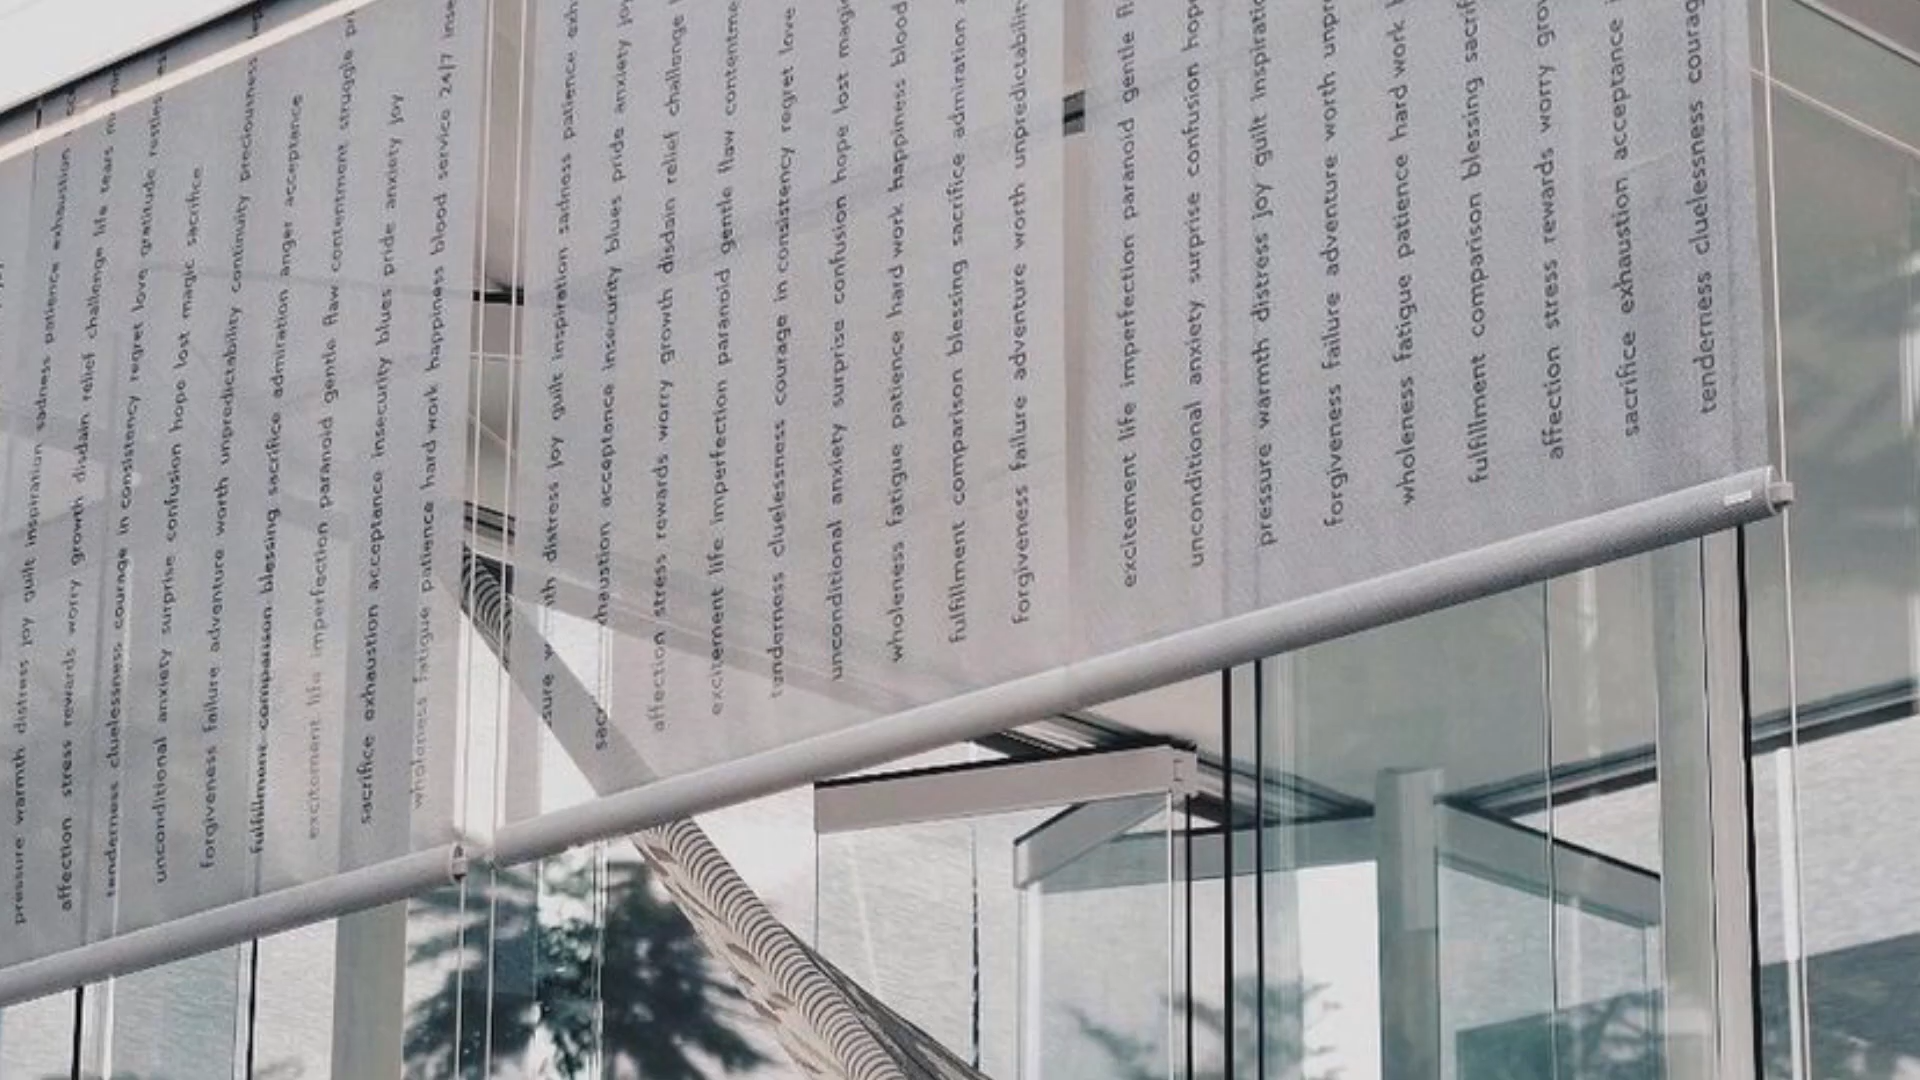 pressure warmth distress joy guilt inspiration sadness patience exhaustion
affection stress rewards worry growth disdain relief challenge life tears
tenderness cluelessness courage in consistency regret love gratitude restles
unconditional anxiety surprise confusion hope lost magic sacrifice
forgiveness failure adventure worth unpredictability continuity preciousness
fulfillment comparison blessing sacrifice admiration anger acceptance
excitement life imperfection paranoid gentle flaw contentment struggle
sacrifice exhaustion acceptance insecurity blues pride anxiety joy
wholeness fatigue patience hard work happiness blood service 24/7
distress joy guilt inspiration sadness patience
acceptance insecurity blues pride anxiety
affection stress rewards worry growth disdain relief challenge
excitement life imperfection paranoid gentle flaw contentme
tenderness cluelessness courage in consistency regret love
unconditional anxiety surprise confusion hope lost magi
wholeness fatigue patience hard work happiness blood
fulfillment comparison blessing sacrifice admiration
forgiveness failure adventure worth unpredictabilit
excitement life imperfection paranoid gentle fl
unconditional anxiety surprise confusion hop
pressure warmth distress joy guilt inspiratio
forgiveness failure adventure worth unpre
wholeness fatigue patience hard work
fulfillment comparison blessing sacrif
affection stress rewards worry grow
sacrifice exhaustion acceptance
tenderness cluelessness courag